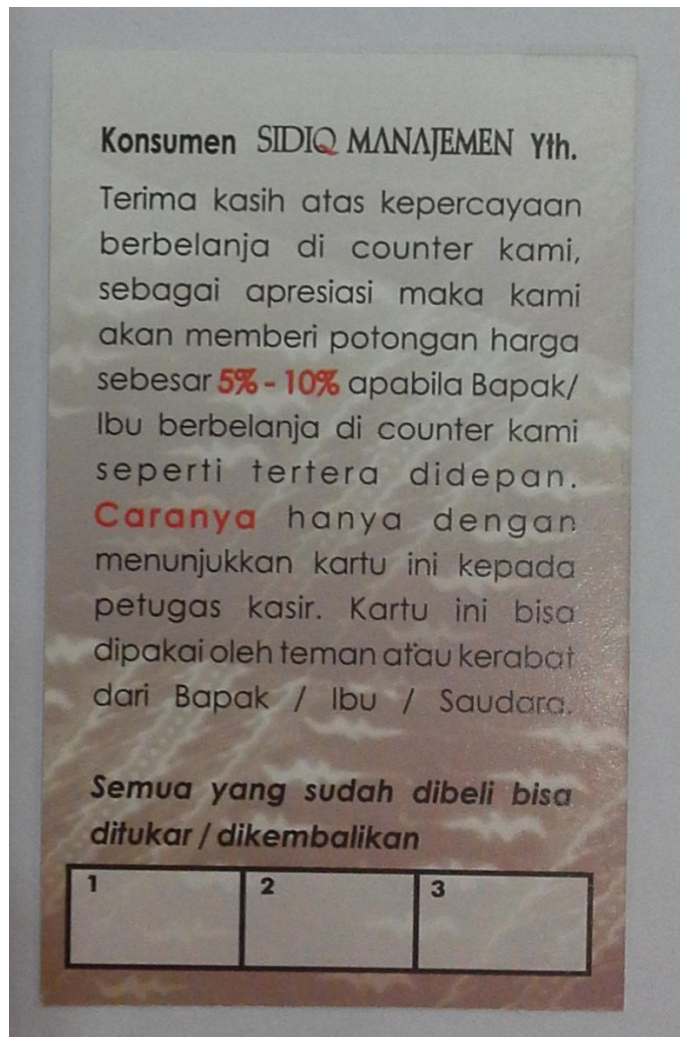 Konsumen SIDIQ MANAJEMEN Yth.
Terima kasih atas kepercayaan
berbelanja di counter kami,
sebagai apresiasi maka kami
akan memberi potongan harga
sebesar 5% - 10% apabila Bapak/
Ibu berbelanja di counter kami
seperti tertera didepan.
Caranya hanya dengan
menunjukkan kartu ini kepada
petugas kasir. Kartu ini bisa
dipakai oleh teman atau kerabat
dari Bapak / Ibu / Saudara.
Semua yang sudah dibeli bisa
ditukar / dikembalikan
1 2 3